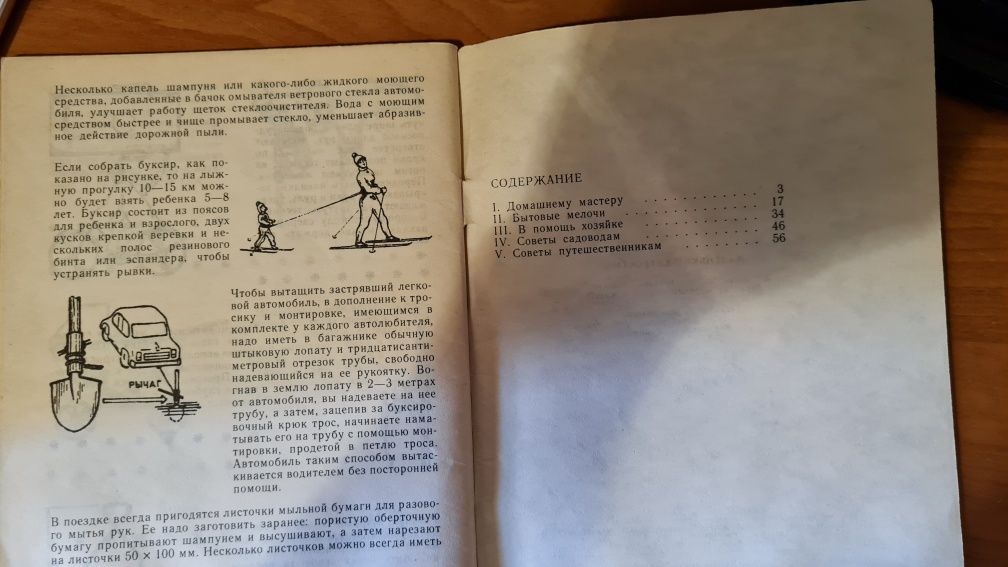 Несколько капель шампуня или какого-либо жидкого моющего
средства, добавленные в бачок омывателя ветрового стекла автомо-
биля, улучшает работу щеток стеклоочистителя. Вода с моющим
средством быстрее и чище промывает стекло, уменьшает абразив-
ное действие дорожной пыли.
Если собрать буксир, как по-
казано на рисунке, то на лыж-
ную прогулку 10—15 км мож-
но будет взять ребенка 5—8
лет. Буксир состоит из поясов
для ребенка и взрослого, двух
кусков крепкой веревки и не-
скольких полос резинового
бинта или эспандера, чтобы
устранять рывки.
РЫЧАГ
Чтобы вытащить застрявший легко-
вой автомобиль, в дополнение к тро-
сику и монтировке, имеющимся в
комплекте у каждого автолюбителя,
надо иметь в багажнике обычную
штыковую лопату и тридцатисанти-
метровый отрезок трубы, свободно
надевающийся на ее рукоятку. Во-
гнав в землю лопату в 2—3 метрах
от автомобиля, вы надеваете на нее
трубу, а затем, зацепив за буксиро-
вочный крюк трос, начинаете нама-
тывать его на трубу с помощью мон-
тировки, продетой в петлю троса.
Автомобиль таким способом вытас-
кивается водителем без посторонней
помощи.
В поездке всегда пригодятся листочки мыльной бумаги для разово-
го мытья рук. Ее надо заготовить заранее: пористую оберточную
бумагу пропитывают шампунем и высушивают, а затем нарезают
на листочки 50 × 100 мм. Несколько листочков можно всегда иметь
СОДЕРЖАНИЕ
I. Домашнему мастеру . . . . . . . . . . 3
II. Бытовые мелочи . . . . . . . . . . . 17
III. В помощь хозяйке . . . . . . . . . . 34
IV. Советы садоводам . . . . . . . . . . 46
V. Советы путешественникам . . . . . . . 56